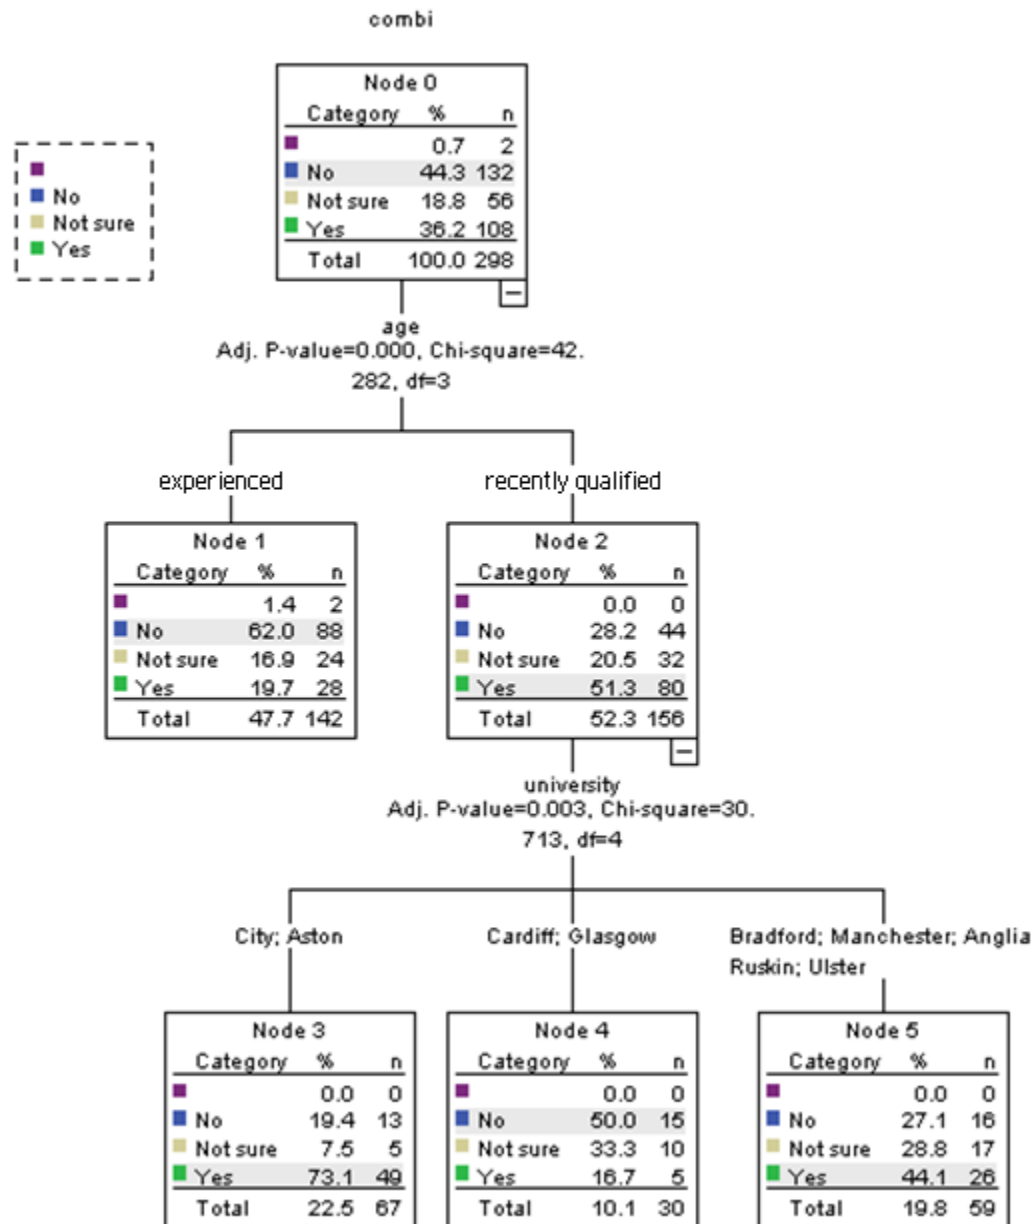 combi
Node 0
Category % n
0.7 2
No 44.3 132
Not sure 18.8 56
Yes 36.2 108
Total 100.0 298
No
Not sure
Yes
age
Adj. P-value=0.000, Chi-square=42.
282, df=3
experienced
recently qualified
Node 1
Category % n
1.4 2
No 62.0 88
Not sure 16.9 24
Yes 19.7 28
Total 47.7 142
Node 2
Category % n
0.0 0
No 28.2 44
Not sure 20.5 32
Yes 51.3 80
Total 52.3 156
university
Adj. P-value=0.003, Chi-square=30.
713, df=4
City; Aston
Cardiff; Glasgow
Bradford; Manchester; Anglia
Ruskin; Ulster
Node 3
Category % n
0.0 0
No 19.4 13
Not sure 7.5 5
Yes 73.1 49
Total 22.5 67
Node 4
Category % n
0.0 0
No 50.0 15
Not sure 33.3 10
Yes 16.7 5
Total 10.1 30
Node 5
Category % n
0.0 0
No 27.1 16
Not sure 28.8 17
Yes 44.1 26
Total 19.8 59